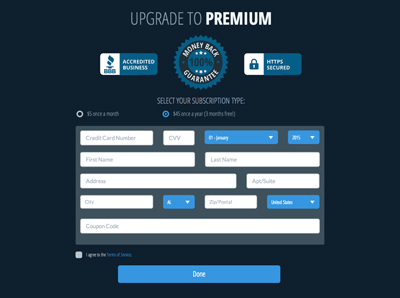 UPGRADE TO PREMIUM
BBB
ACCREDITED
BUSINESS
MONEY BACK
100%
GUARANTEE
HTTPS
SECURED
SELECT YOUR SUBSCRIPTION TYPE:
$5 once a month
$45 once a year (3 months free!)
Credit Card Number
CVV
01 - January
2015
First Name
Last Name
Address
Apt/Suite
City
AL
Zip/Postal
United States
Coupon Code
I agree to the Terms of Service.
Done